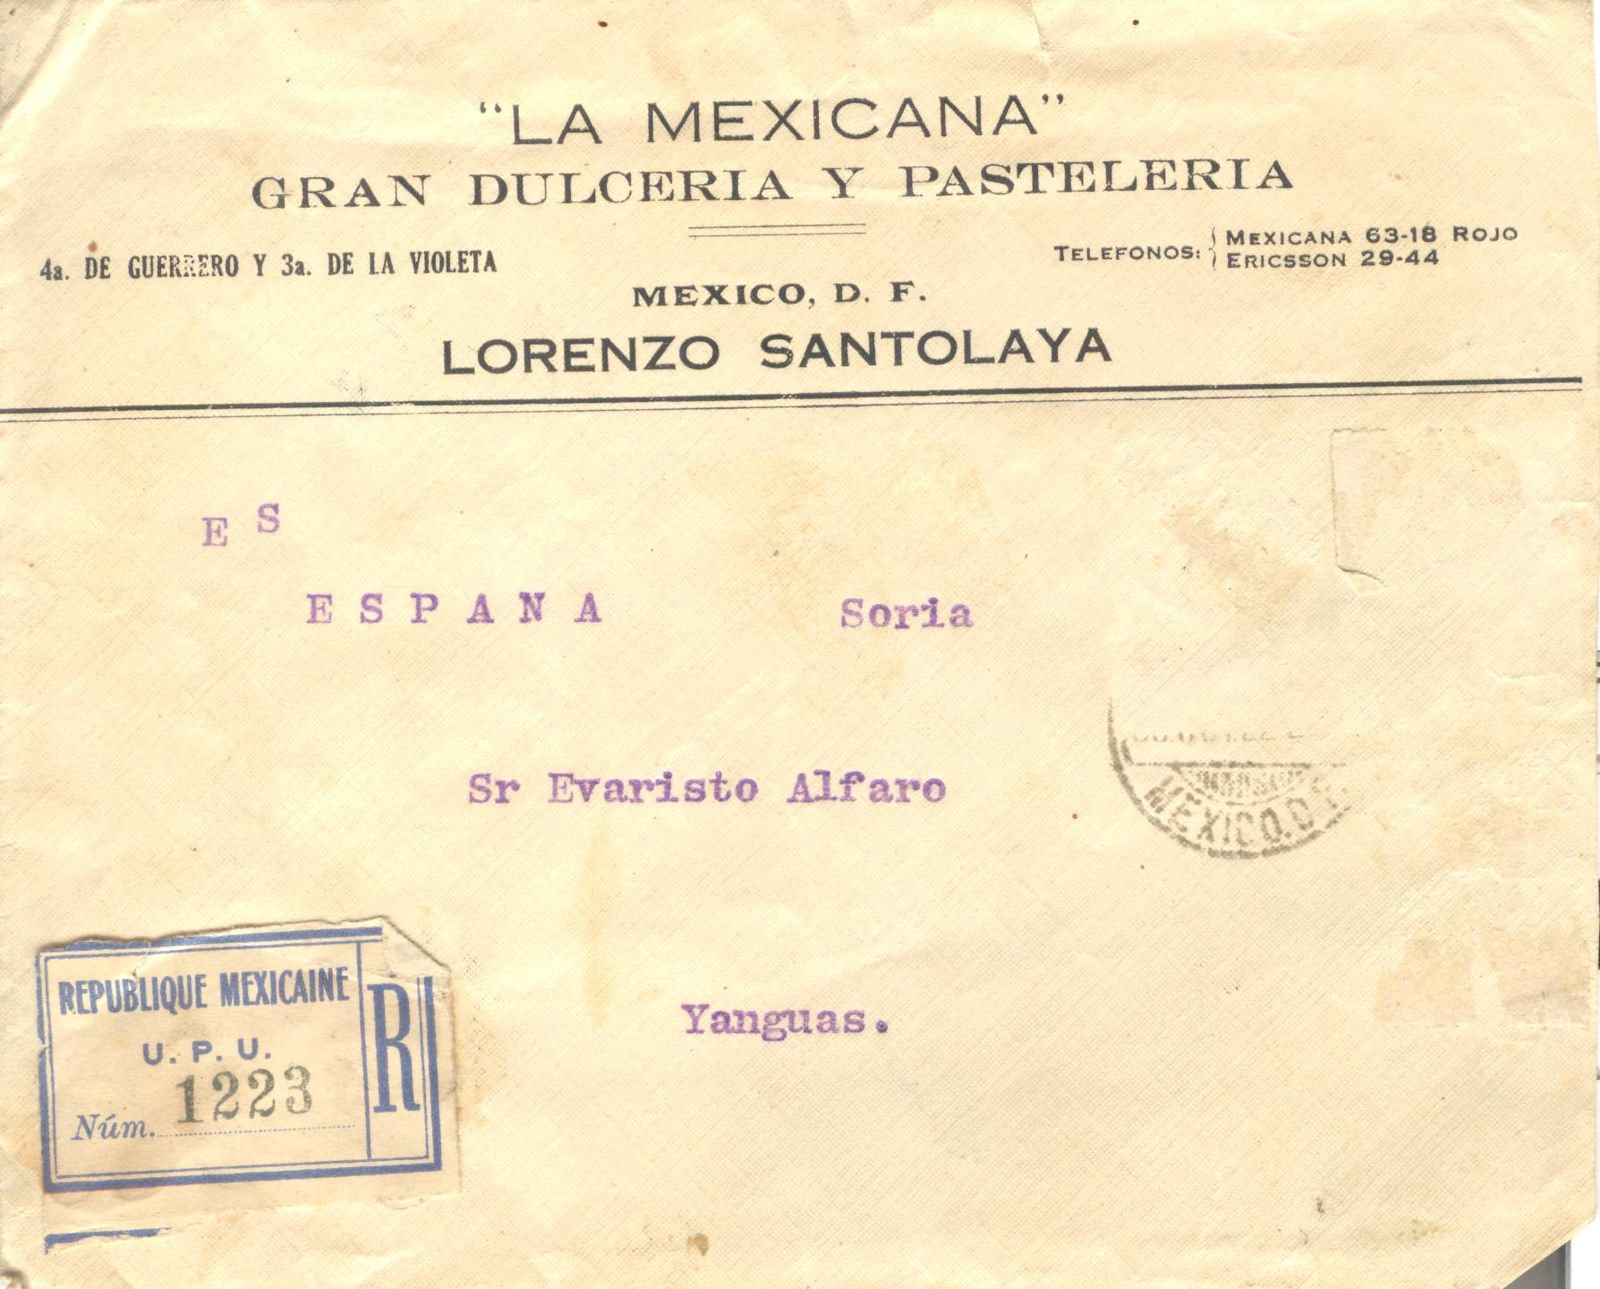 "LA MEXICANA"
GRAN DULCERIA Y PASTELERIA
4a. DE GUERRERO Y 3a. DE LA VIOLETA
TELEFONOS: MEXICANA 63-18 ROJO
ERICSSON 29-44
MEXICO, D. F.
LORENZO SANTOLAYA
E S
E S P A N A Soria
Sr Evaristo Alfaro
MEXICO. D.
Yanguas.
REPUBLIQUE MEXICAINE
U. P. U.
R
Núm. 1223